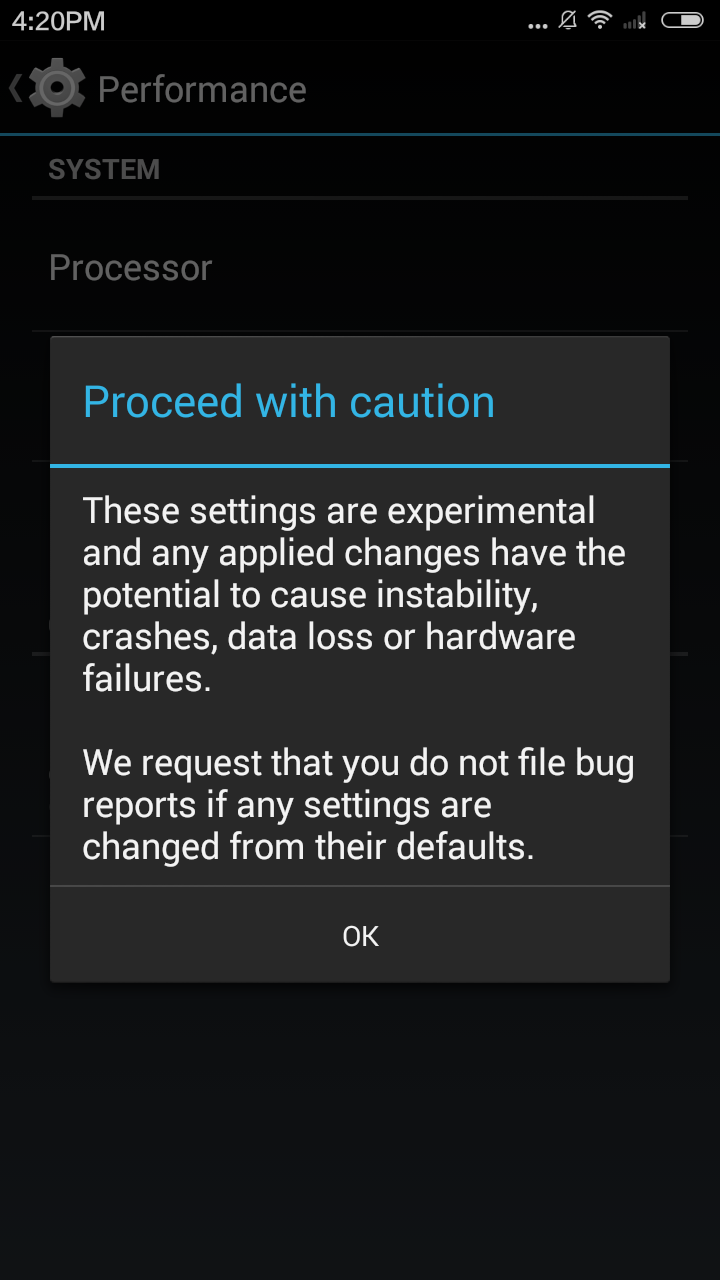 4:20PM
Performance
SYSTEM
Processor
Proceed with caution
These settings are experimental
and any applied changes have the
potential to cause instability,
crashes, data loss or hardware
failures.
We request that you do not file bug
reports if any settings are
changed from their defaults.
OK